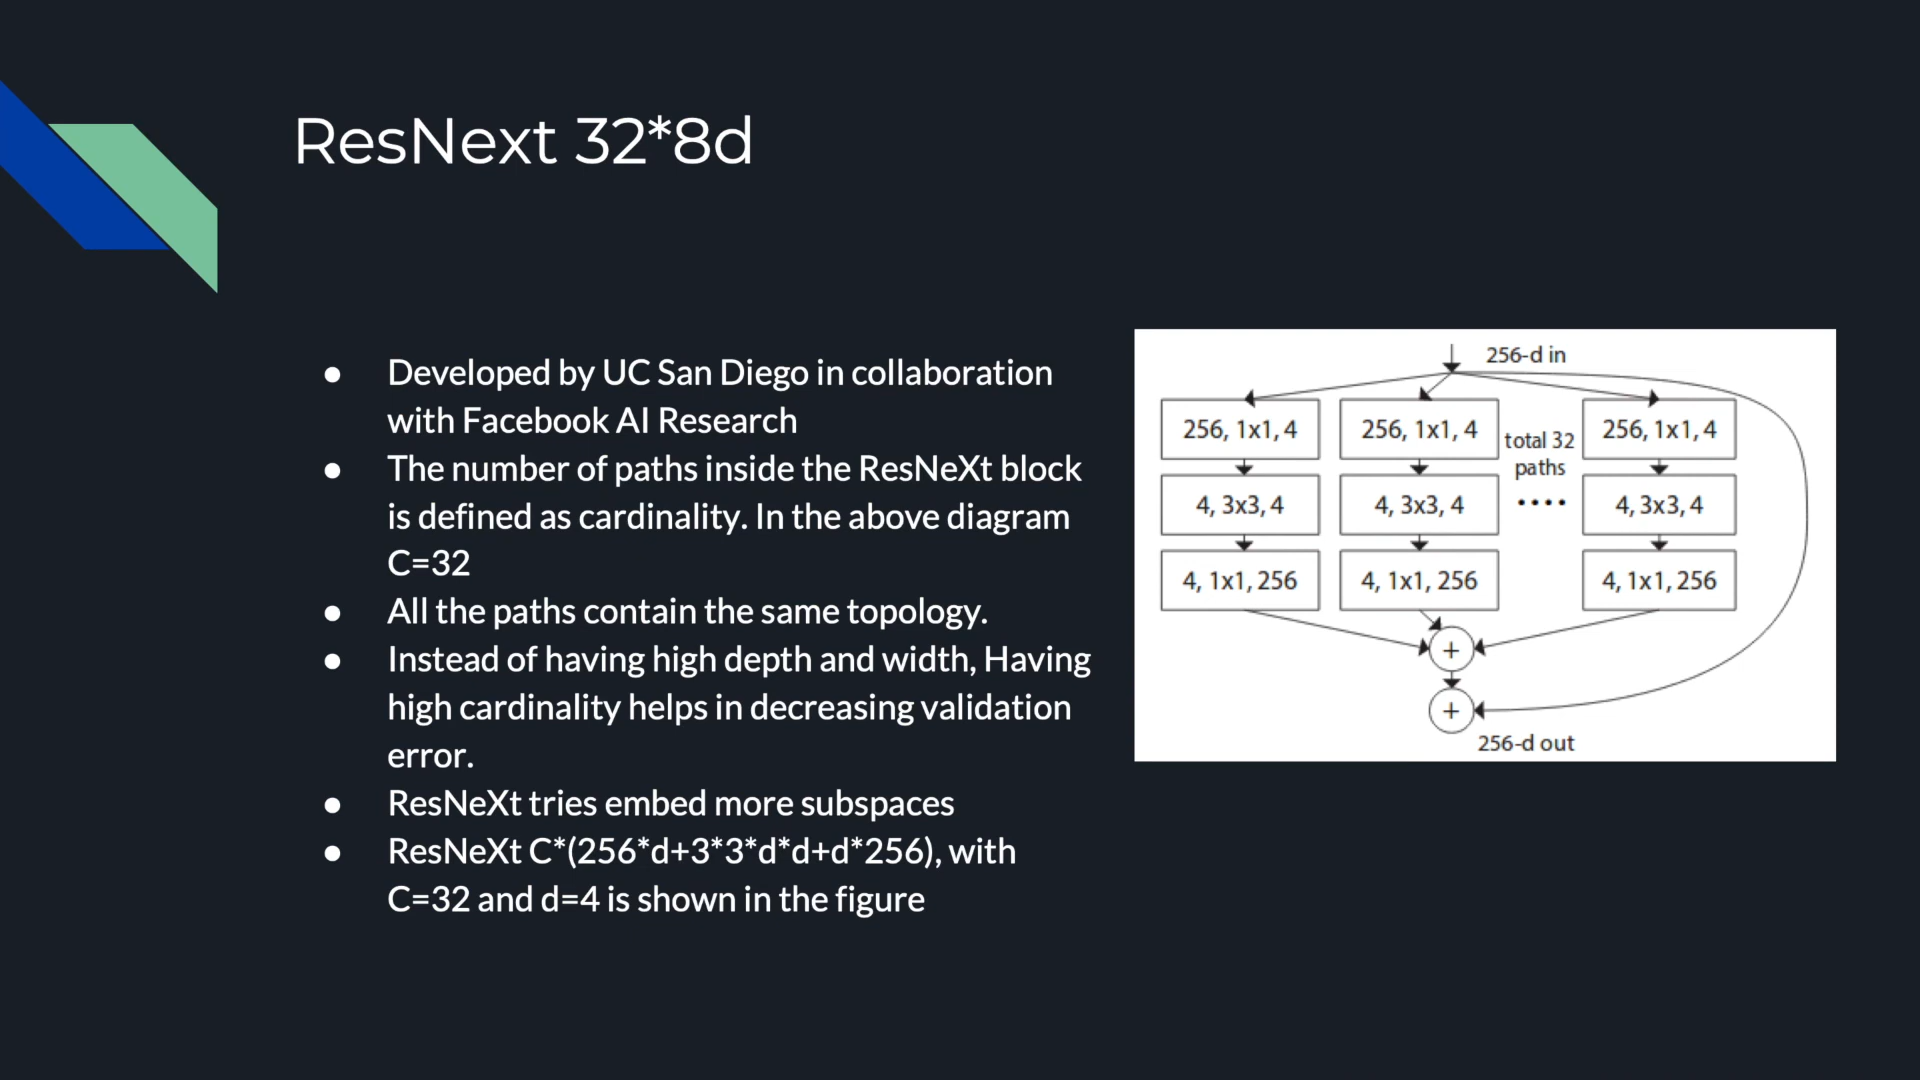 ResNext 32*8d
● Developed by UC San Diego in collaboration
with Facebook AI Research
● The number of paths inside the ResNeXt block
is defined as cardinality. In the above diagram
C=32
● All the paths contain the same topology.
● Instead of having high depth and width, Having
high cardinality helps in decreasing validation
error.
● ResNeXt tries embed more subspaces
● ResNeXt C*(256*d+3*3*d*d+d*256), with
C=32 and d=4 is shown in the figure
256-d in
256, 1x1, 4
256, 1x1, 4
total 32
paths
256, 1x1, 4
4, 3x3, 4
4, 3x3, 4
....
4, 3x3, 4
4, 1x1, 256
4, 1x1, 256
4, 1x1, 256
+
+
256-d out